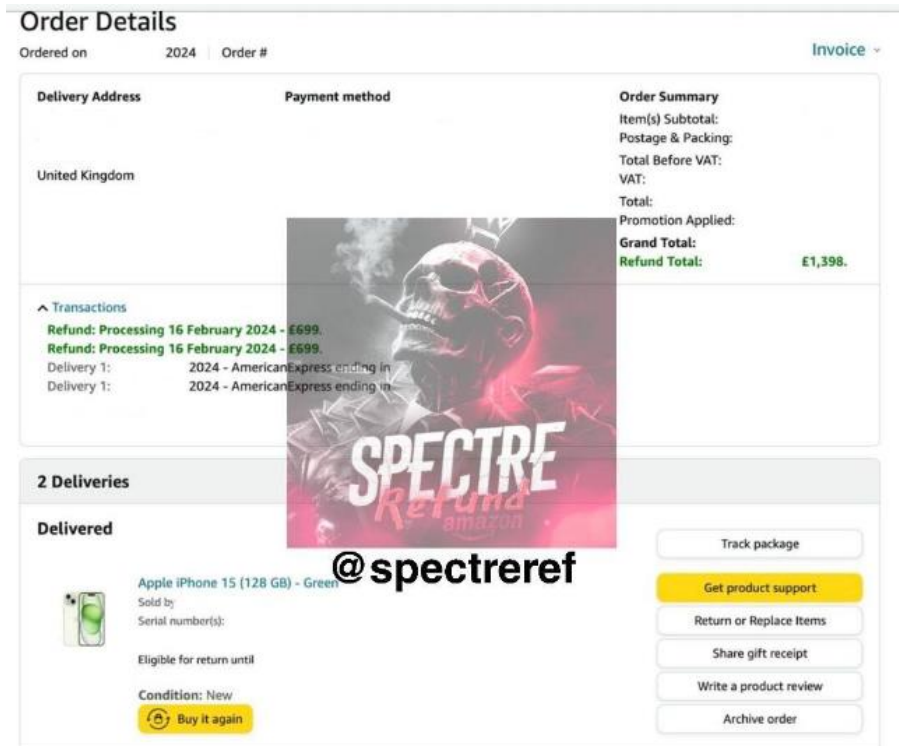 Order Details
Ordered on 2024 Order #
Invoice
Delivery Address
United Kingdom
Payment method
Order Summary
Item(s) Subtotal:
Postage & Packing:
Total Before VAT:
VAT:
Total:
Promotion Applied:
Grand Total:
Refund Total: £1,398.
Transactions
Refund: Processing 16 February 2024 - £699.
Refund: Processing 16 February 2024 - £699.
Delivery 1: 2024 - AmericanExpress ending in
Delivery 1: 2024 - AmericanExpress ending in
SPECTRE
Refund
amazon
@spectreref
2 Deliveries
Delivered
Apple iPhone 15 (128 GB) - Green
Sold by
Serial number(s):
Eligible for return until
Condition: New
Buy it again
Track package
Get product support
Return or Replace Items
Share gift receipt
Write a product review
Archive order